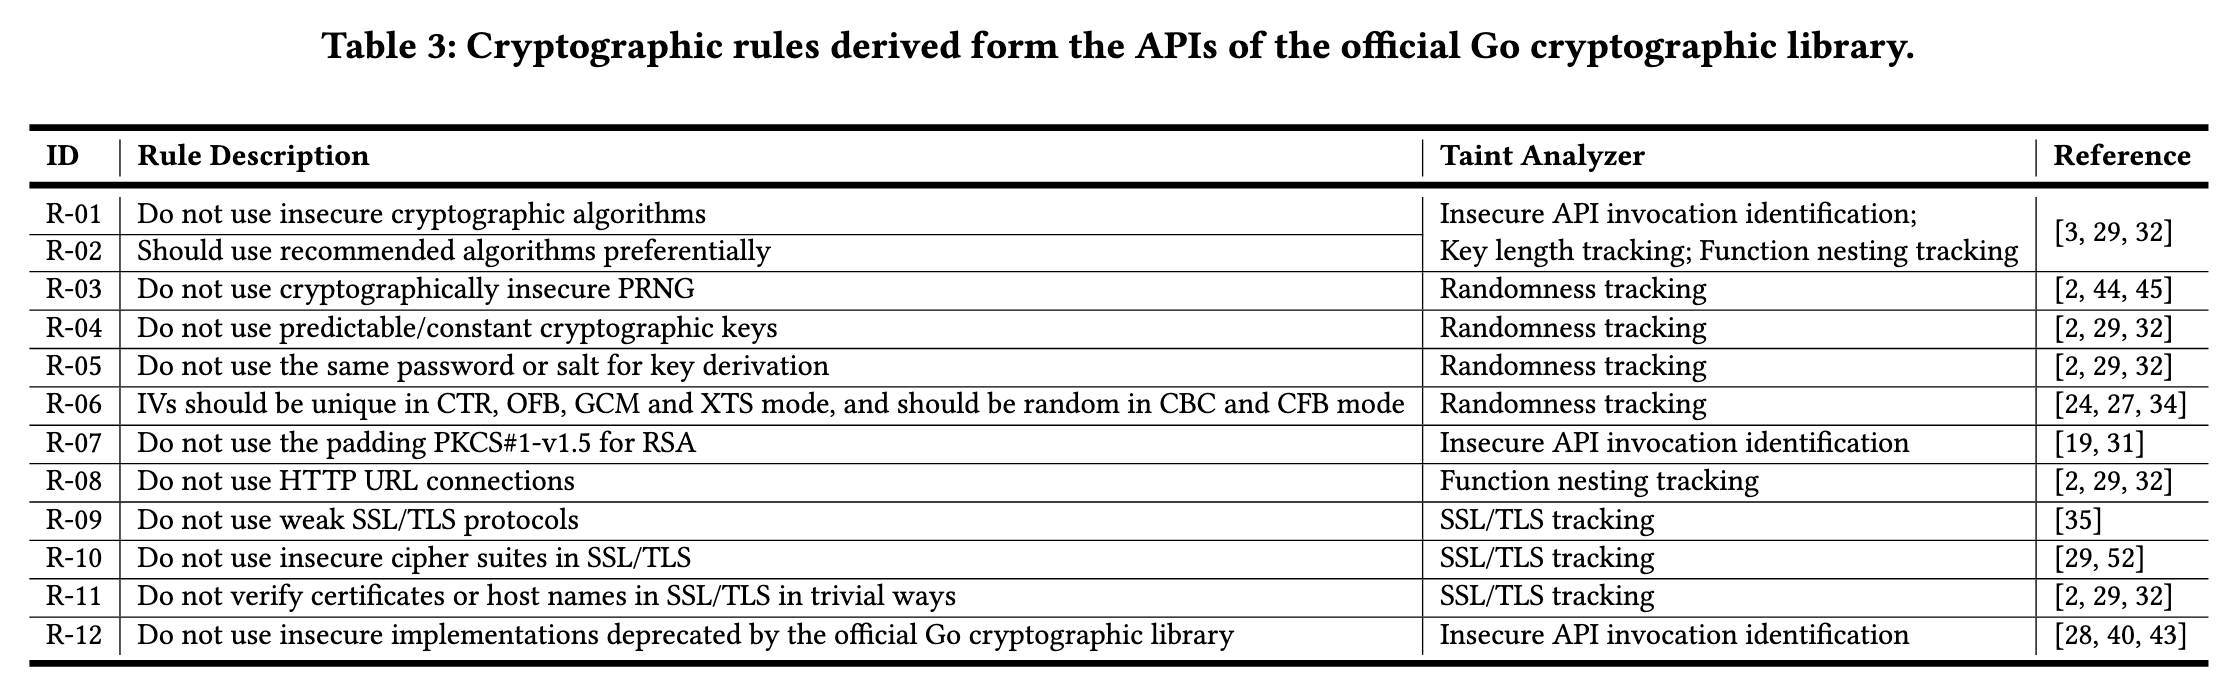 Table 3: Cryptographic rules derived form the APIs of the official Go cryptographic library.
ID Rule Description Taint Analyzer Reference
R-01 Do not use insecure cryptographic algorithms Insecure API invocation identification;
[3, 29, 32]
R-02 Should use recommended algorithms preferentially Key length tracking; Function nesting tracking
R-03 Do not use cryptographically insecure PRNG Randomness tracking [2, 44, 45]
R-04 Do not use predictable/constant cryptographic keys Randomness tracking [2, 29, 32]
R-05 Do not use the same password or salt for key derivation Randomness tracking [2, 29, 32]
R-06 IVs should be unique in CTR, OFB, GCM and XTS mode, and should be random in CBC and CFB mode Randomness tracking [24, 27, 34]
R-07 Do not use the padding PKCS#1-v1.5 for RSA Insecure API invocation identification [19, 31]
R-08 Do not use HTTP URL connections Function nesting tracking [2, 29, 32]
R-09 Do not use weak SSL/TLS protocols SSL/TLS tracking [35]
R-10 Do not use insecure cipher suites in SSL/TLS SSL/TLS tracking [29, 52]
R-11 Do not verify certificates or host names in SSL/TLS in trivial ways SSL/TLS tracking [2, 29, 32]
R-12 Do not use insecure implementations deprecated by the official Go cryptographic library Insecure API invocation identification [28, 40, 43]